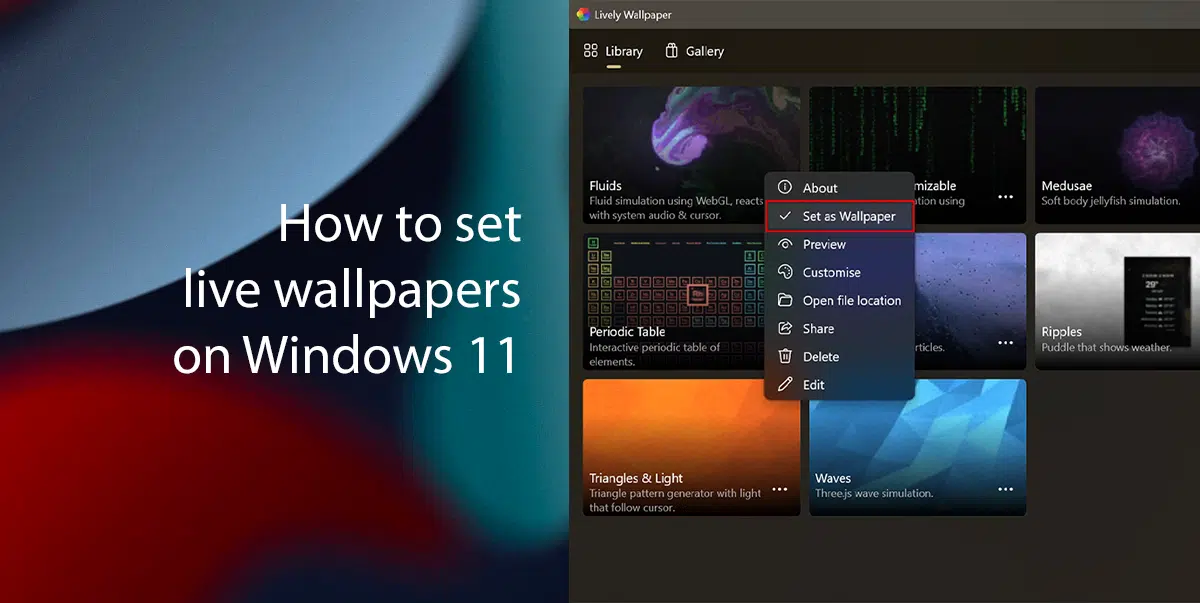 How to set
live wallpapers
on Windows 11
Lively Wallpaper
Library
Gallery
Fluids
Fluid simulation using WebGL, reacts
with system audio & cursor.
mizable
ation using
Medusae
Soft body jellyfish simulation.
About
Set as Wallpaper
Preview
Customise
Open file location
Share
Delete
Edit
Periodic Table
Interactive periodic table of
elements.
rticles.
29°
Ripples
Puddle that shows weather.
Triangles & Light
Triangle pattern generator with light
that follow cursor.
Waves
Three.js wave simulation.